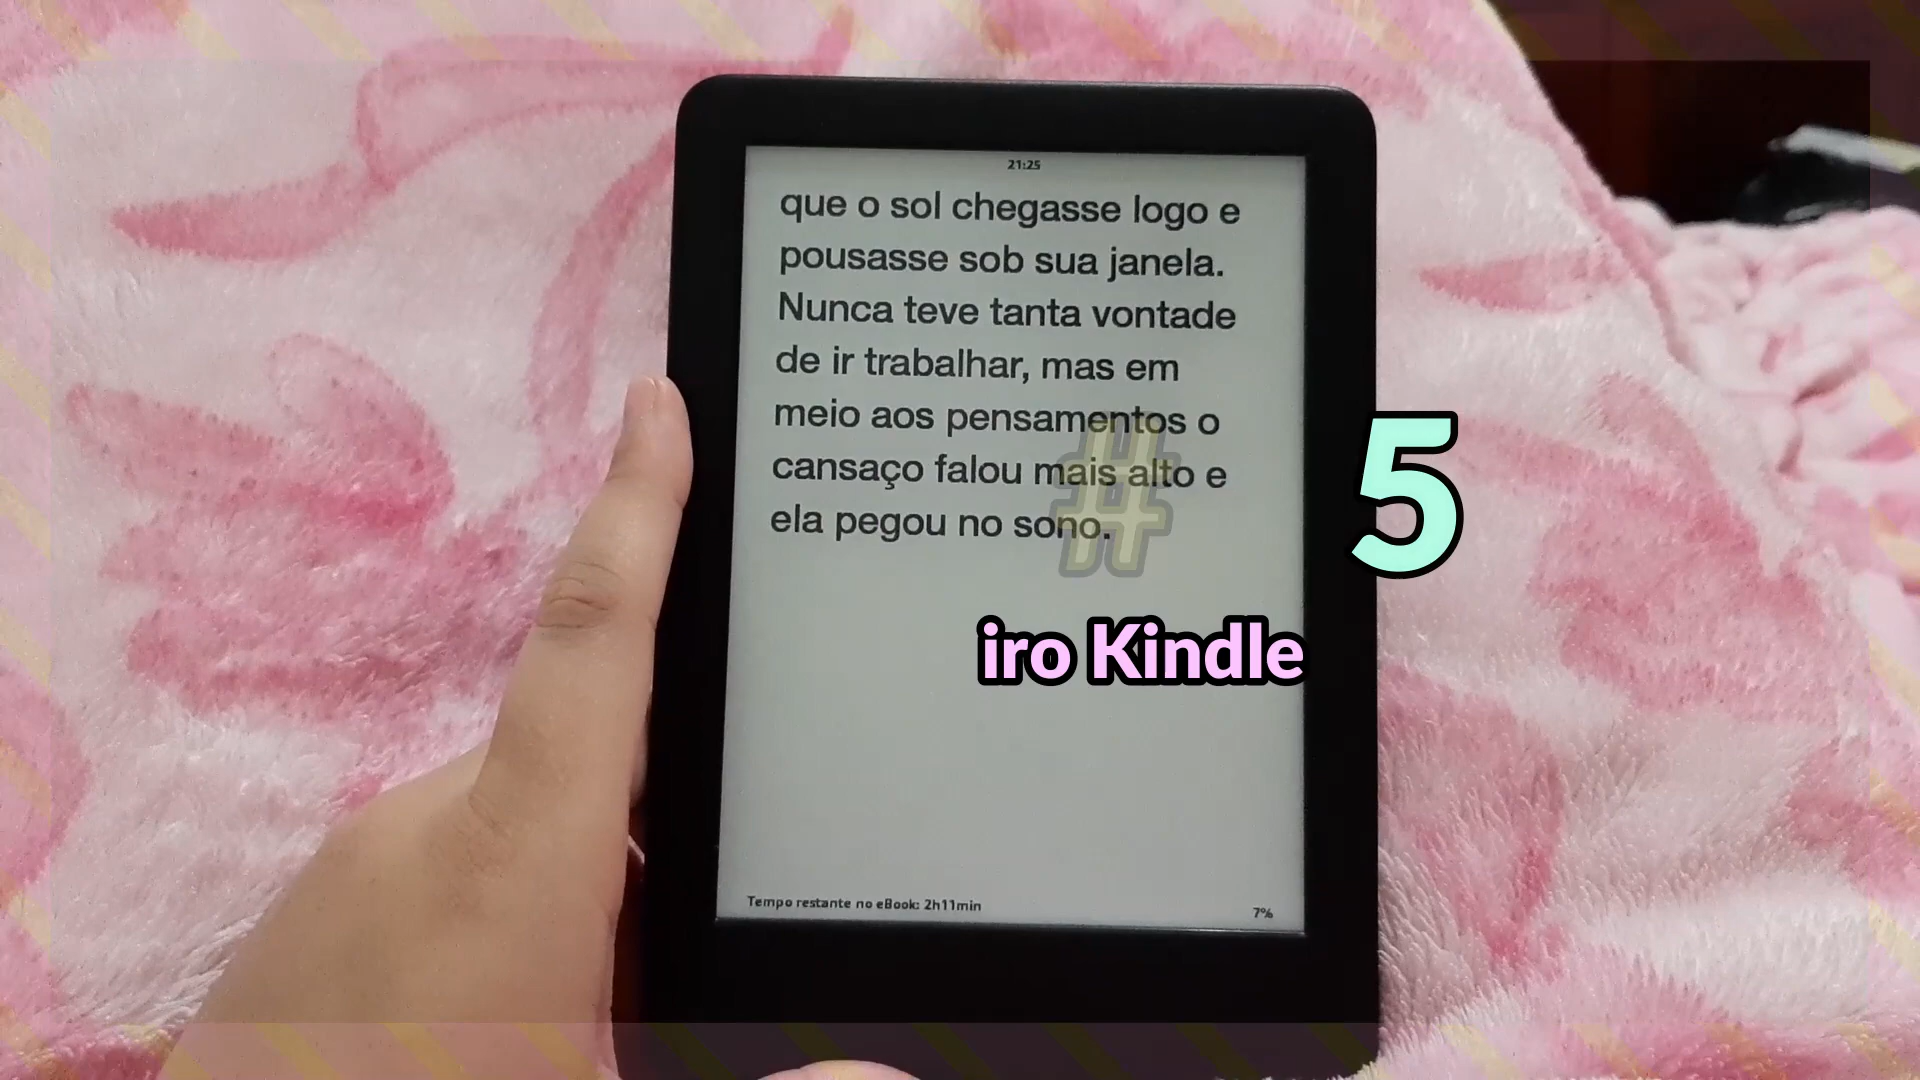 21:25
que o sol chegasse logo e
pousasse sob sua janela.
Nunca teve tanta vontade
de ir trabalhar, mas em
meio aos pensamentos o
cansaço falou mais alto e
ela pegou no sono.
# 5
iro Kindle
Tempo restante no eBook: 2h11min
7%